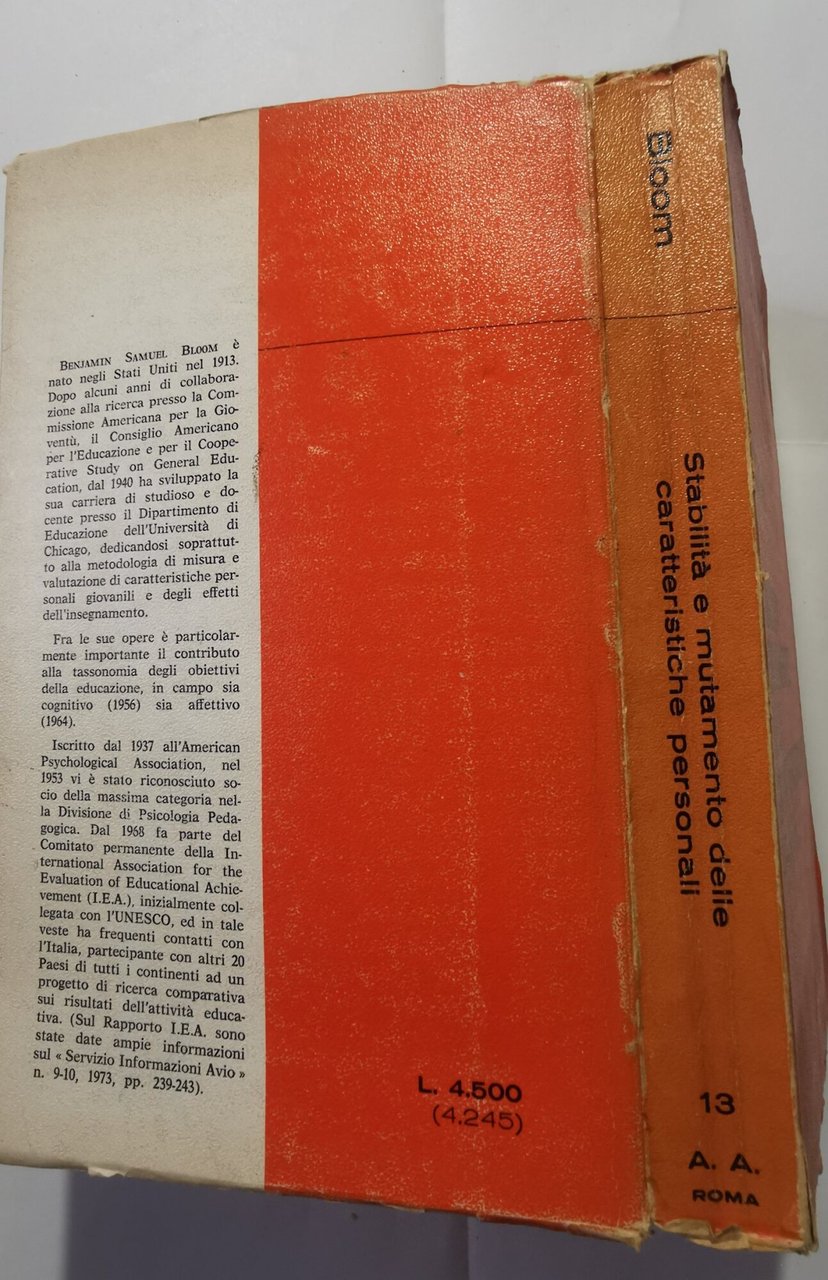 BENJAMIN SAMUEL BLOOM è
nato negli Stati Uniti nel 1913.
Dopo alcuni anni di collabora-
zione alla ricerca presso la Com-
missione Americana per la Gio-
ventù, il Consiglio Americano
per l'Educazione e per il Coope-
rative Study on General Edu-
cation, dal 1940 ha sviluppato la
sua carriera di studioso e do-
cente presso il Dipartimento di
Educazione dell'Università di
Chicago, dedicandosi soprattut-
to alla metodologia di misura e
valutazione di caratteristiche per-
sonali giovanili e degli effetti
dell'insegnamento.
Fra le sue opere è particolar-
mente importante il contributo
alla tassonomia degli obiettivi
della educazione, in campo sia
cognitivo (1956) sia affettivo
(1964).
Iscritto dal 1937 all'American
Psychological Association, nel
1953 vi è stato riconosciuto so-
cio della massima categoria nel-
la Divisione di Psicologia Peda-
gogica. Dal 1968 fa parte del
Comitato permanente della In-
ternational Association for the
Evaluation of Educational Achie-
vement (I.E.A.), inizialmente col-
legata con l'UNESCO, ed in tale
veste ha frequenti contatti con
l'Italia, partecipante con altri 20
Paesi di tutti i continenti ad un
progetto di ricerca comparativa
sui risultati dell'attività educa-
tiva. (Sul Rapporto I.E.A. sono
state date ampie informazioni
sul « Servizio Informazioni Avio »
n. 9-10, 1973, pp. 239-243).
L. 4.500
(4.245)
Bloom
Stabilità e mutamento delle
caratteristiche personali
13
A. A.
ROMA